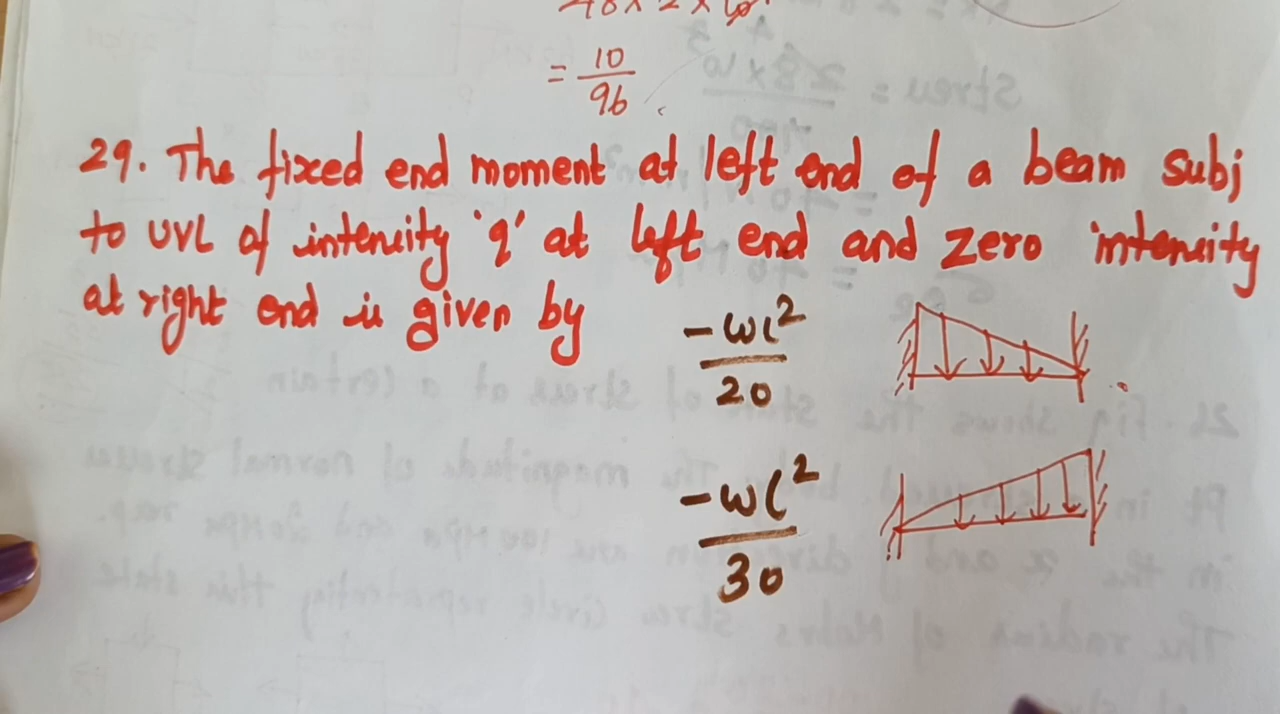 = 10/96
29. The fixed end moment at left end of a beam subj
to UVL of intensity 'q' at left end and zero intensity
at right end is given by
-wl²/20
-wl²/30